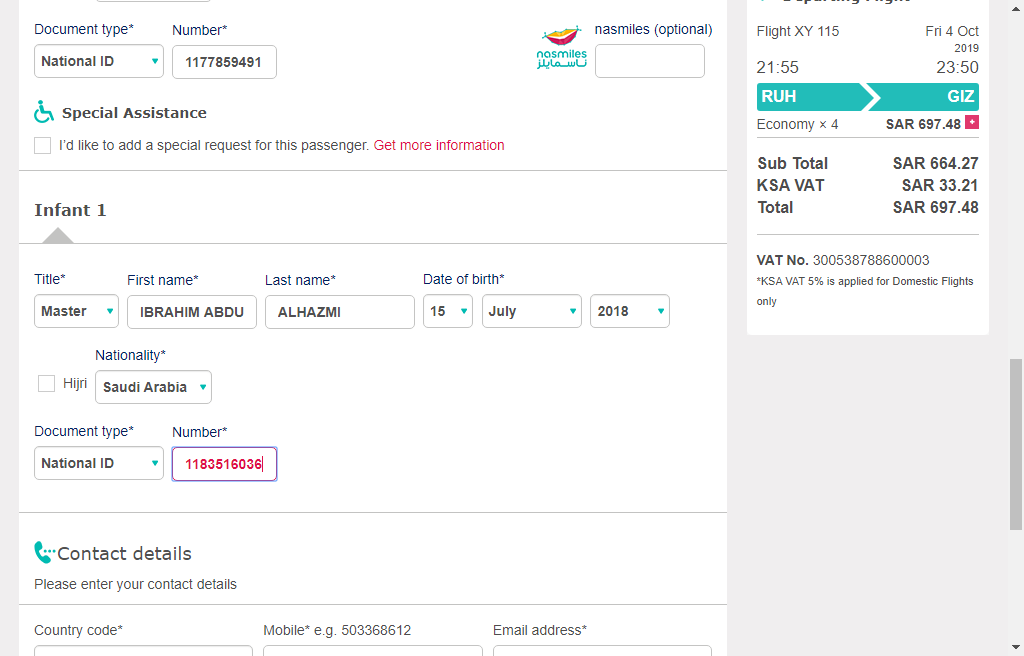 Document type*
Number*
nasmiles (optional)
National ID
1177859491
nasmiles
ناسمايلز
Special Assistance
I'd like to add a special request for this passenger. Get more information
Infant 1
Title*
First name*
Last name*
Date of birth*
Master
IBRAHIM ABDU
ALHAZMI
15
July
2018
Nationality*
Hijri
Saudi Arabia
Document type*
Number*
National ID
1183516036
Contact details
Please enter your contact details
Country code*
Mobile* e.g. 503368612
Email address*
Flight XY 115
Fri 4 Oct
2019
21:55
23:50
RUH
GIZ
Economy × 4
SAR 697.48 +
Sub Total
SAR 664.27
KSA VAT
SAR 33.21
Total
SAR 697.48
VAT No. 300538788600003
*KSA VAT 5% is applied for Domestic Flights
only